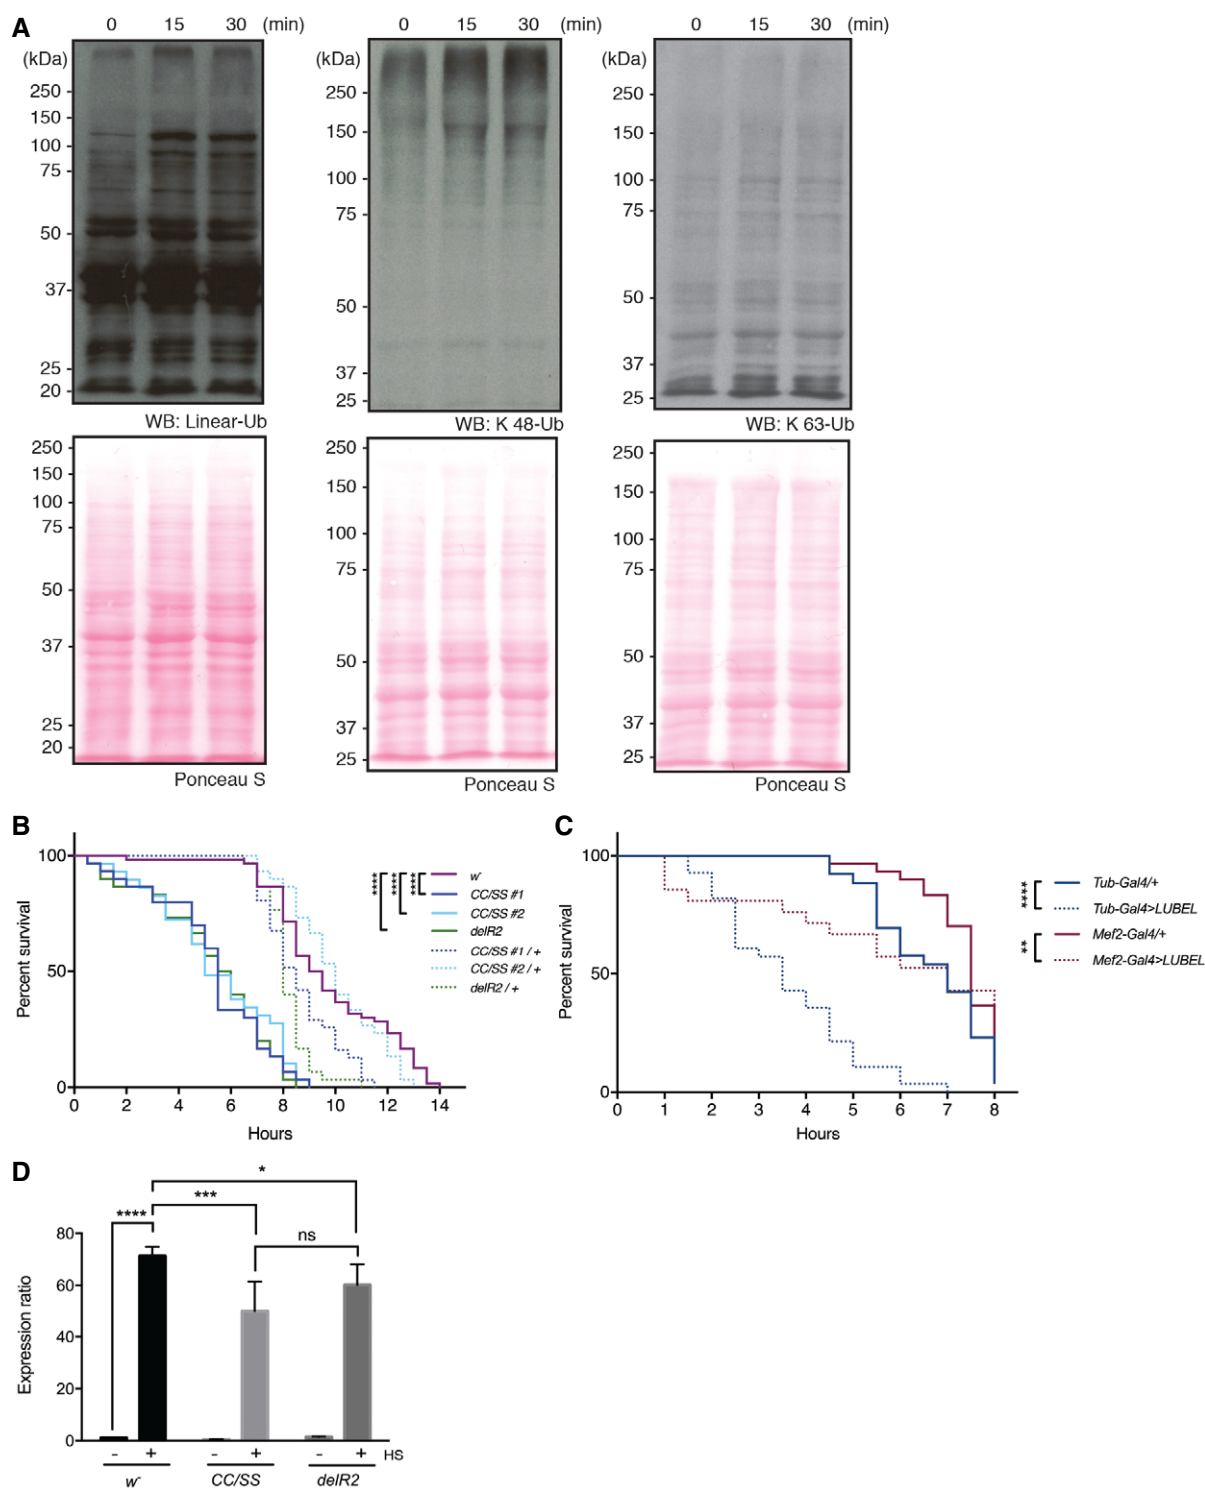 A
0 15 30 (min)
(kDa)
250
150
100
75
50
37
25
20
WB: Linear-Ub
0 15 30 (min)
(kDa)
250
150
100
75
50
37
25
WB: K 48-Ub
0 15 30 (min)
(kDa)
250
150
100
75
50
37
25
WB: K 63-Ub
250
150
100
75
50
37
25
20
Ponceau S
250
150
100
75
50
37
25
Ponceau S
250
150
100
75
50
37
25
Ponceau S
B
Percent survival
100
50
0
0 2 4 6 8 10 12 14
Hours
**** **** ****
w-
CC/SS #1
CC/SS #2
delR2
CC/SS #1 / +
CC/SS #2 / +
delR2 / +
C
Percent survival
100
50
0
0 1 2 3 4 5 6 7 8
Hours
****
Tub-Gal4/+
Tub-Gal4>LUBEL
**
Mef2-Gal4/+
Mef2-Gal4>LUBEL
D
Expression ratio
80
60
40
20
0
*
***
****
ns
- + - + - + HS
w- CC/SS delR2